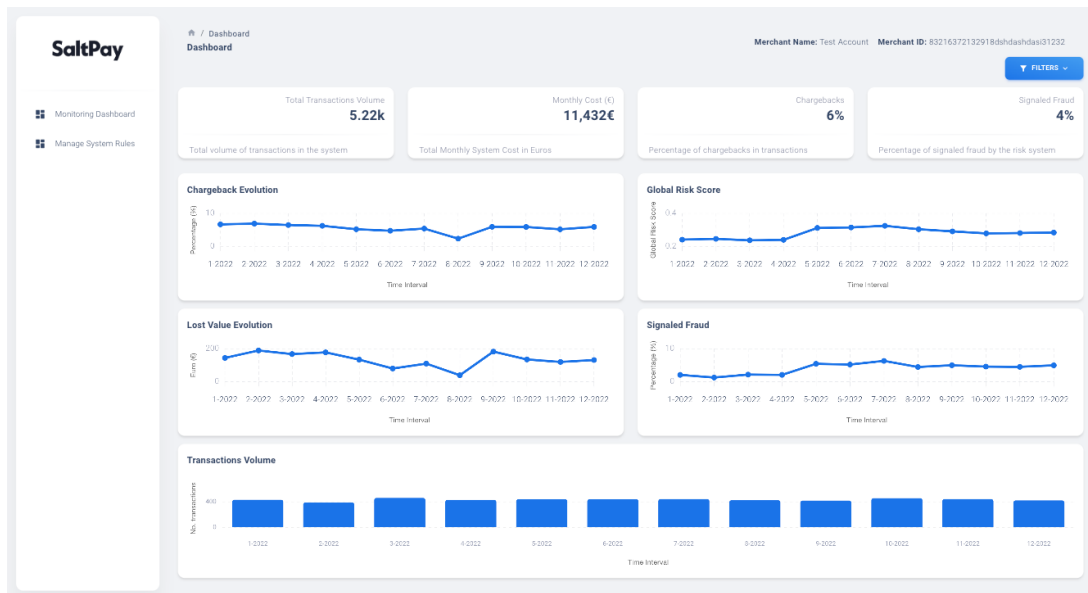 SaltPay
Monitoring Dashboard
Manage System Rules
/ Dashboard
Dashboard
Merchant Name: Test Account Merchant ID: 83216372132918dshdashdasi31232
FILTERS
Total Transactions Volume
5.22k
Total volume of transactions in the system
Monthly Cost (€)
11,432€
Total Monthly System Cost in Euros
Chargebacks
6%
Percentage of chargebacks in transactions
Signaled Fraud
4%
Percentage of signaled fraud by the risk system
Chargeback Evolution
Percentage (%)
10
0
1-2022 2-2022 3-2022 4-2022 5-2022 6-2022 7-2022 8-2022 9-2022 10-2022 11-2022 12-2022
Time Interval
Global Risk Score
Global Risk Score
0.4
0.2
1-2022 2-2022 3-2022 4-2022 5-2022 6-2022 7-2022 8-2022 9-2022 10-2022 11-2022 12-2022
Time Interval
Lost Value Evolution
Euro (€)
200
0
1-2022 2-2022 3-2022 4-2022 5-2022 6-2022 7-2022 8-2022 9-2022 10-2022 11-2022 12-2022
Time Interval
Signaled Fraud
Percentage (%)
10
0
1-2022 2-2022 3-2022 4-2022 5-2022 6-2022 7-2022 8-2022 9-2022 10-2022 11-2022 12-2022
Time Interval
Transactions Volume
No. transactions
400
0
1-2022 2-2022 3-2022 4-2022 5-2022 6-2022 7-2022 8-2022 9-2022 10-2022 11-2022 12-2022
Time Interval